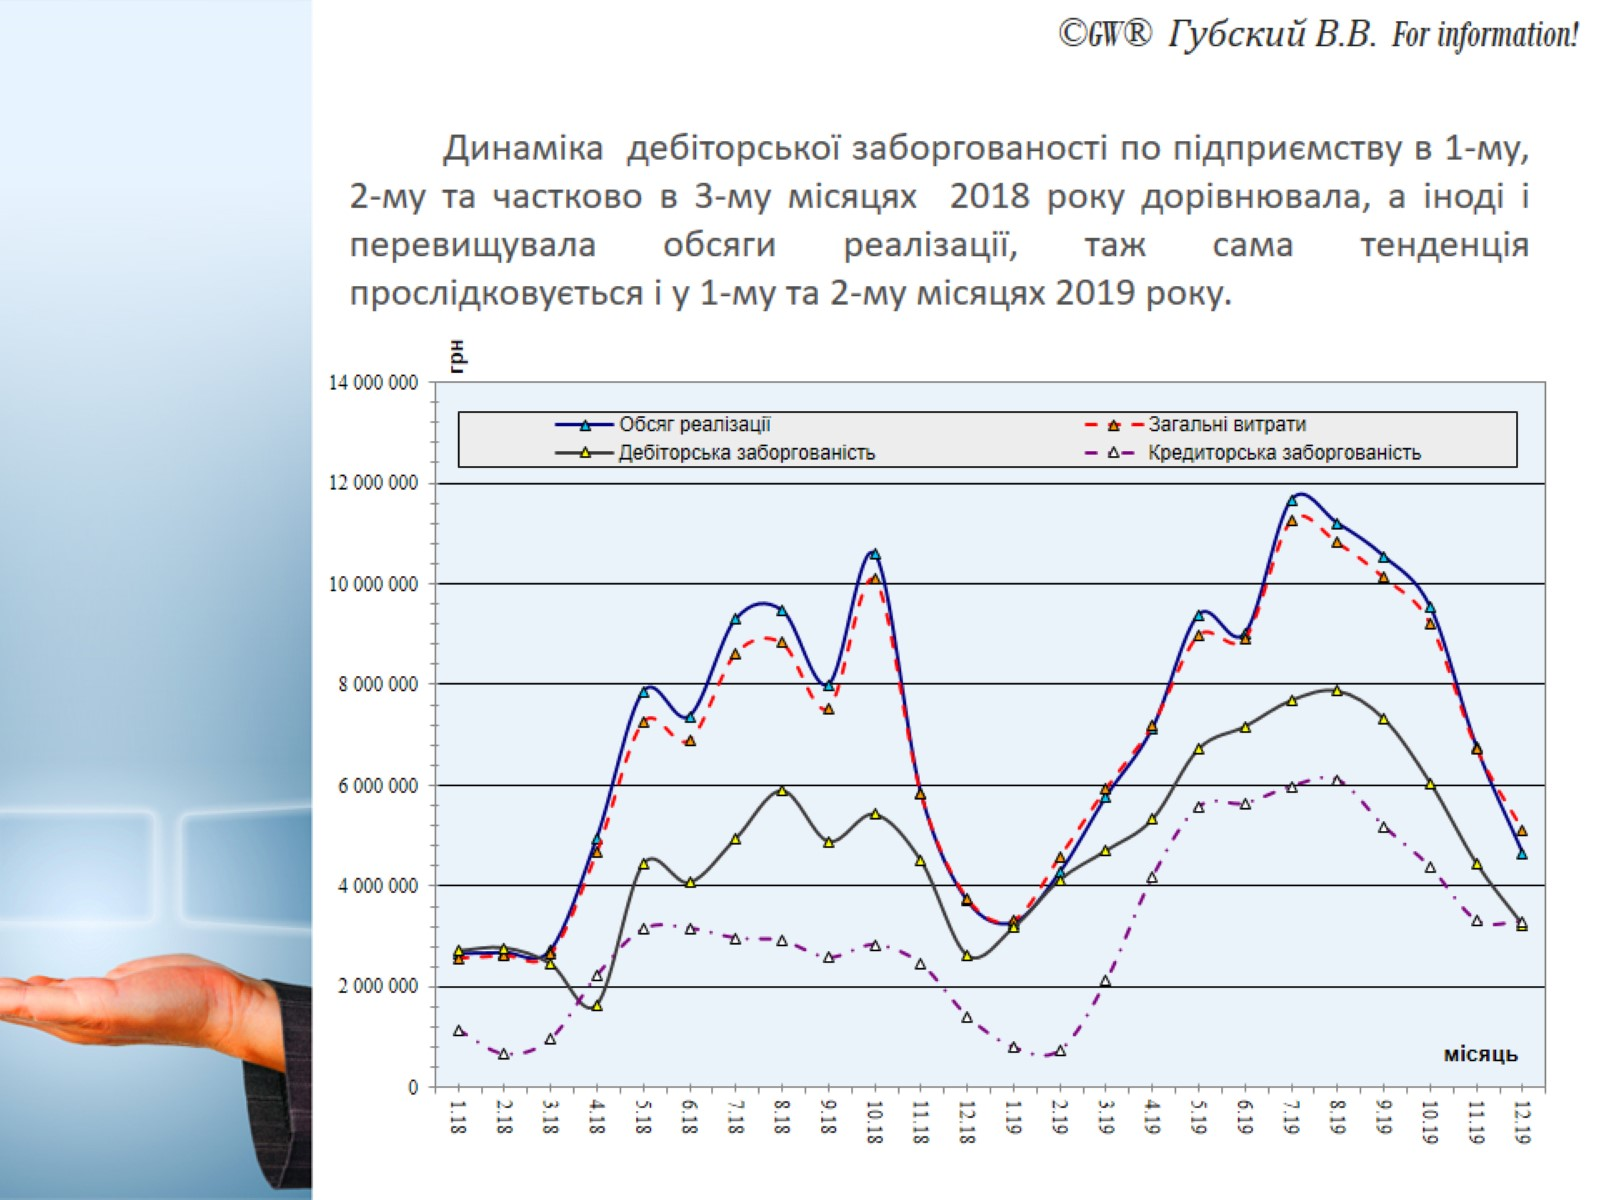 ©GW® Губский В.В. For information!
Динаміка дебіторської заборгованості по підприємству в 1-му,
2-му та частково в 3-му місяцях 2018 року дорівнювала, а іноді і
перевищувала обсяги реалізації, таж сама тенденція
прослідковується і у 1-му та 2-му місяцях 2019 року.
грн
14 000 000
12 000 000
10 000 000
8 000 000
6 000 000
4 000 000
2 000 000
0
Обсяг реалізації
Загальні витрати
Дебіторська заборгованість
Кредиторська заборгованість
місяць
1.18
2.18
3.18
4.18
5.18
6.18
7.18
8.18
9.18
10.18
11.18
12.18
1.19
2.19
3.19
4.19
5.19
6.19
7.19
8.19
9.19
10.19
11.19
12.19